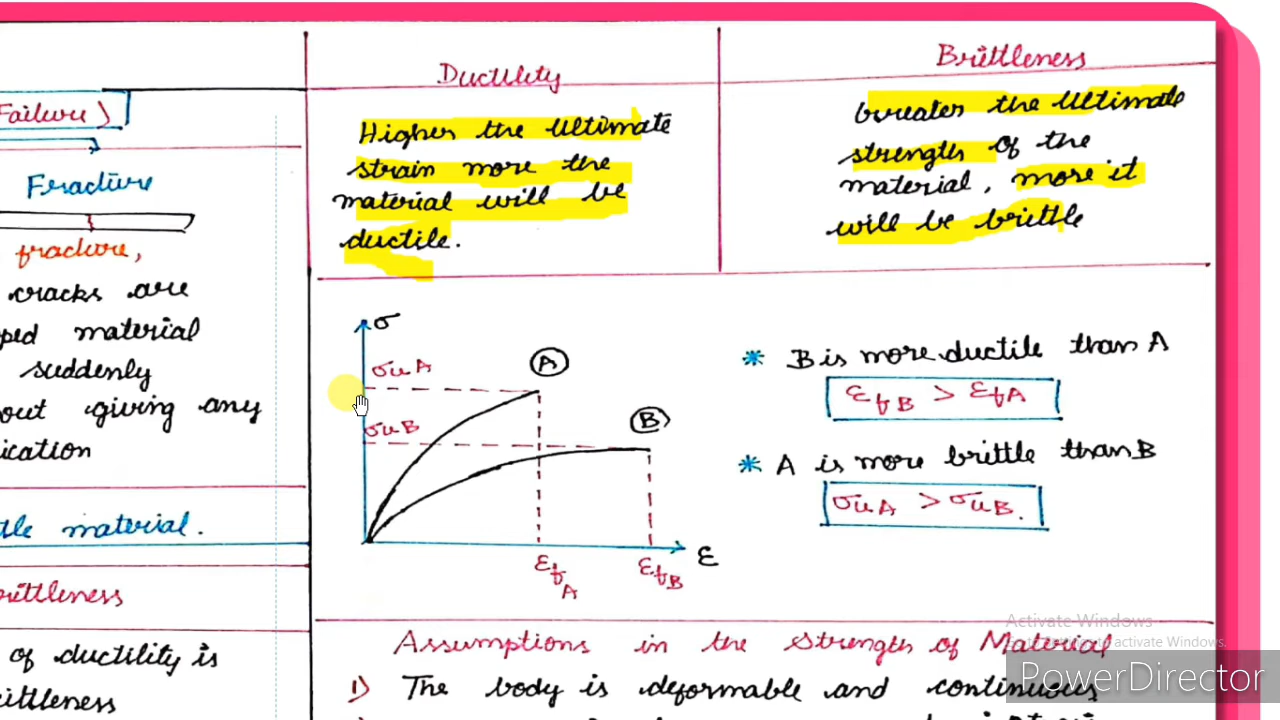 Failure)
Fracture
fracture,
cracks are
ped material
suddenly
out giving any
ication
tle material.
rittleness
of ductility is
rittleness
Ductility
Higher the Ultimate
strain more the
material will be
ductile.
Brittleness
Greater the Ultimate
strength of the
material, more it
will be brittle
σ
σuA
A
σuB
B
ε
εfA
εfB
* B is more ductile than A
εfB > εfA
* A is more brittle than B
σuA > σuB.
Assumptions in the Strength of Material
1) The body is deformable and continuous
Activate Windows
to activate Windows.
PowerDirector